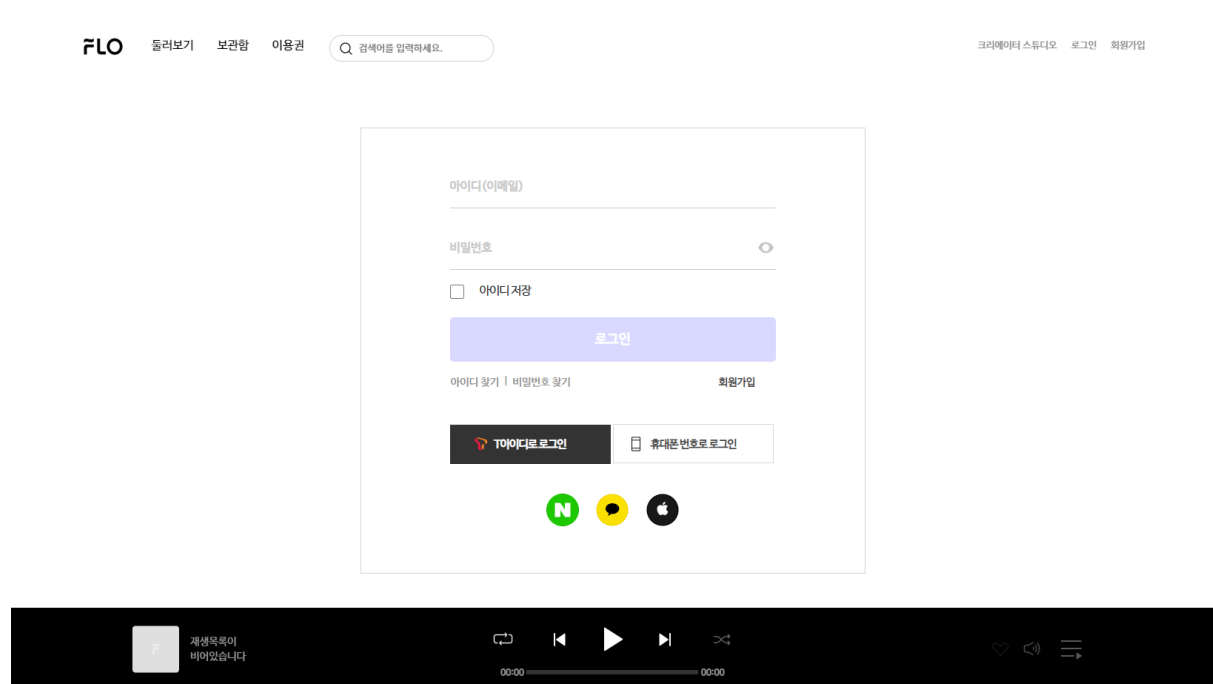 FLO 둘러보기 보관함 이용권 검색어를 입력하세요. 크리에이터 스튜디오 로그인 회원가입
아이디(이메일)
비밀번호
아이디 저장
로그인
아이디 찾기 | 비밀번호 찾기 회원가입
T아이디로 로그인 휴대폰 번호로 로그인
N
재생목록이
비어있습니다
00:00 00:00